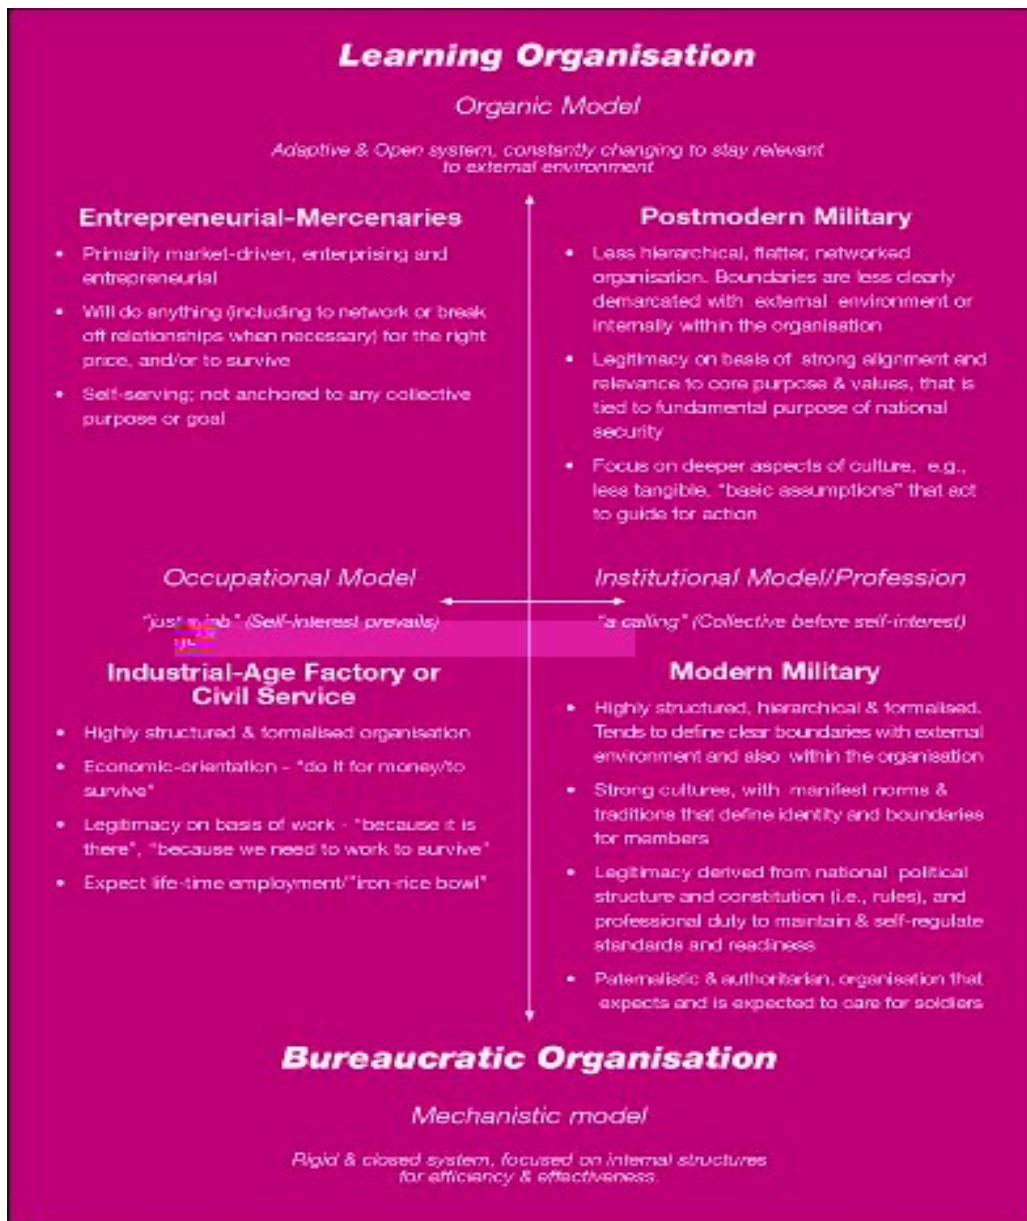 Learning Organisation
Organic Model
Adaptive & Open system, constantly changing to stay relevant
to external environment
Entrepreneurial-Mercenaries
• Primarily market-driven, enterprising and
entrepreneurial
• Will do anything (including to network or break
off relationships when necessary) for the right
price, and/or to survive
• Self-serving; not anchored to any collective
purpose or goal
Postmodern Military
• Less hierarchical, flatter, networked
organisation. Boundaries are less clearly
demarcated with external environment or
internally within the organisation
• Legitimacy on basis of strong alignment and
relevance to core purpose & values, that is
tied to fundamental purpose of national
security
• Focus on deeper aspects of culture, e.g.,
less tangible, "basic assumptions" that act
to guide for action
Occupational Model
"just a job" (Self-interest prevails)
Institutional Model/Profession
"a calling" (Collective before self-interest)
Industrial-Age Factory or
Civil Service
• Highly structured & formalised organisation
• Economic-orientation - "do it for money/to
survive"
• Legitimacy on basis of work - "because it is
there", "because we need to work to survive"
• Expect life-time employment/"iron-rice bowl"
Modern Military
• Highly structured, hierarchical & formalised.
Tends to define clear boundaries with external
environment and also within the organisation
• Strong cultures, with manifest norms &
traditions that define identity and boundaries
for members
• Legitimacy derived from national political
structure and constitution (i.e., rules), and
professional duty to maintain & self-regulate
standards and readiness
• Paternalistic & authoritarian, organisation that
expects and is expected to care for soldiers
Bureaucratic Organisation
Mechanistic model
Rigid & closed system, focused on internal structures
for efficiency & effectiveness.